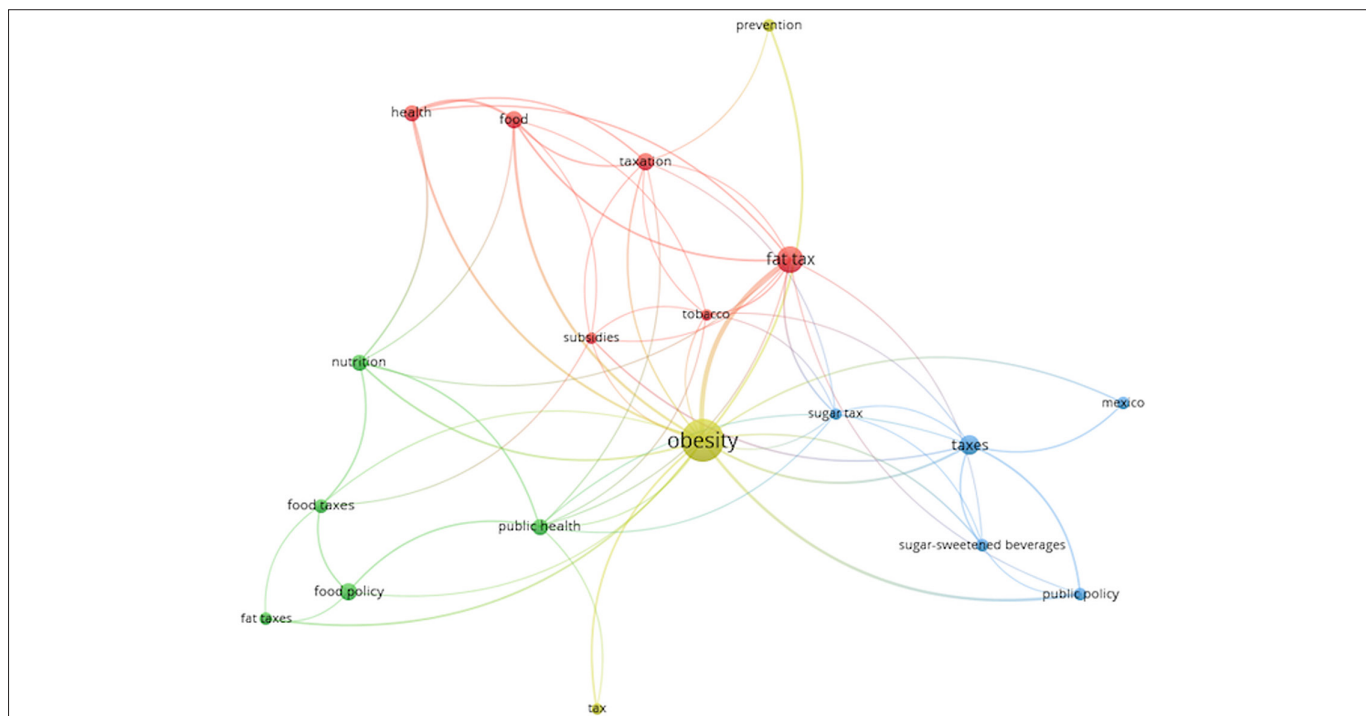 prevention
health
food
taxation
fat tax
tobacco
subsidies
nutrition
mexico
sugar tax
obesity
taxes
food taxes
public health
sugar-sweetened beverages
food policy
public policy
fat taxes
tax